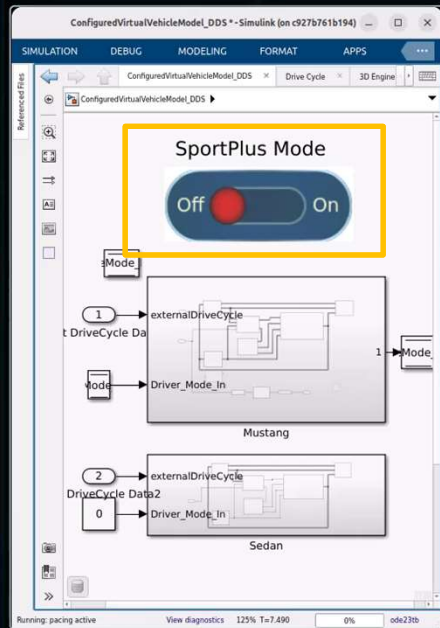 ConfiguredVirtualVehicleModel_DDS * - Simulink (on c927b761b194)
SIMULATION DEBUG MODELING FORMAT APPS
Referenced Files
ConfiguredVirtualVehicleModel_DDS × Drive Cycle × 3D Engine
ConfiguredVirtualVehicleModel_DDS
SportPlus Mode
Off On
Mode_
1 externalDriveCycle
t DriveCycle Da
1 Mode_
Mode Driver_Mode_In
Mustang
2 externalDriveCycle
DriveCycle Data2
0 Driver_Mode_In
Sedan
Running: pacing active View diagnostics 125% T=7.490 0% ode23tb